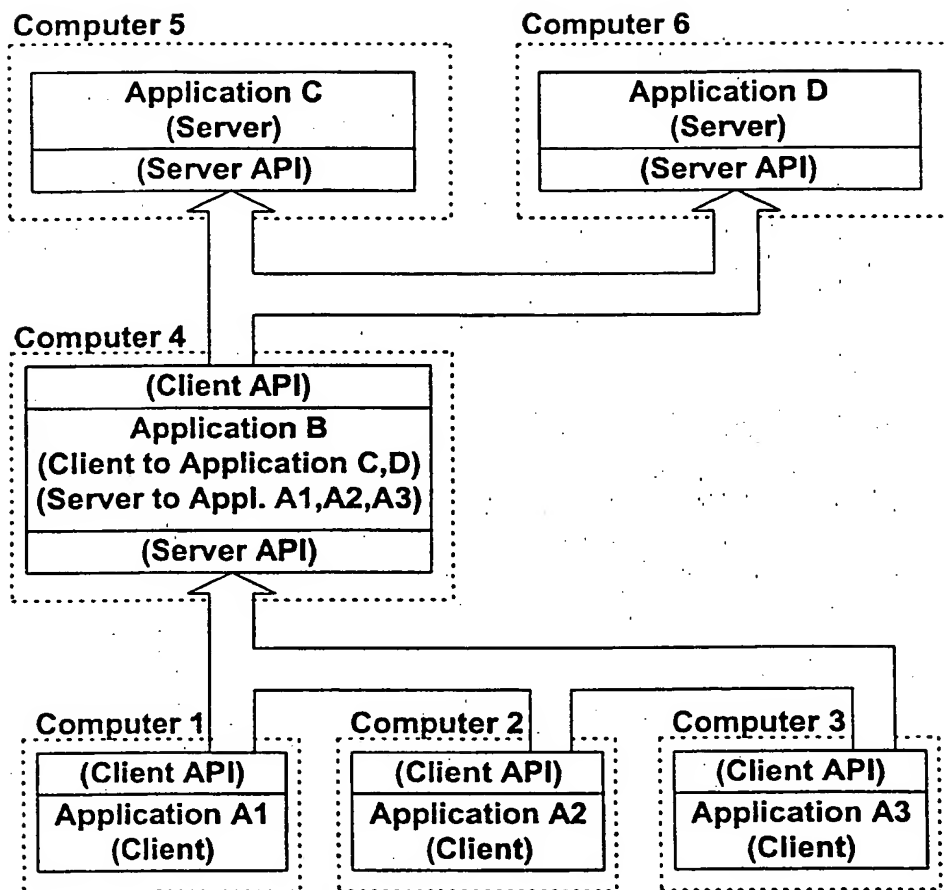 Computer 5
Computer 6
Application C
(Server)
(Server API)
Application D
(Server)
(Server API)
Computer 4
(Client API)
Application B
(Client to Application C,D)
(Server to Appl. A1,A2,A3)
(Server API)
Computer 1
Computer 2
Computer 3
(Client API)
Application A1
(Client)
(Client API)
Application A2
(Client)
(Client API)
Application A3
(Client)